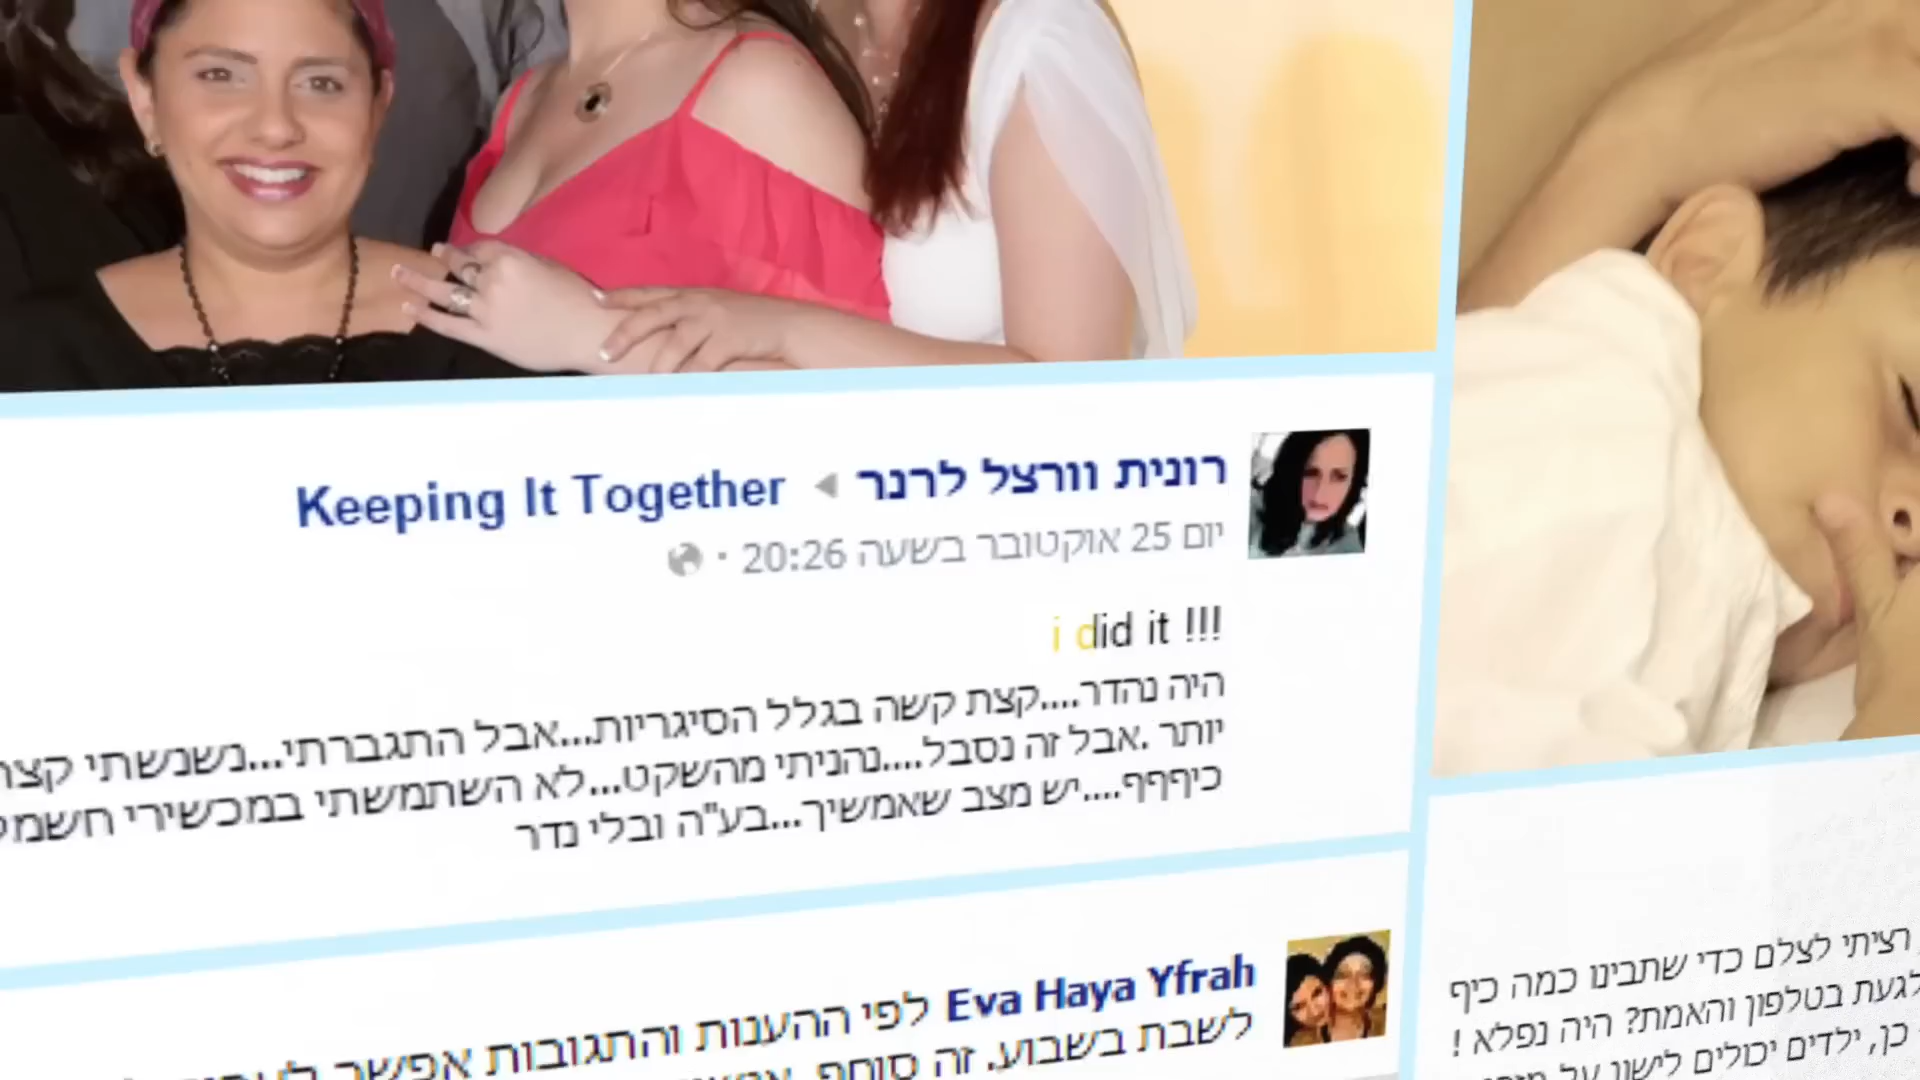 רונית וורצל לרנר ◄ Keeping It Together
יום 25 אוקטובר בשעה 20:26 ·
i did it !!!
היה נהדר....קצת קשה בגלל הסיגריות...אבל התגברתי...נשנשתי
יותר .אבל זה נסבל....נהניתי מהשקט...לא השתמשתי במכשירי
כיףףף....יש מצב שאמשיך...בע"ה ובלי נדר
Eva Haya Yfrah לפי ההענות והתגובות אפשר
לשבת בשבוע. זה סוחף.
רציתי לצלם כדי שתבינו כמה כיף
לגעת בטלפון והאמת? היה נפלא !
כן, ילדים יכולים לישון על